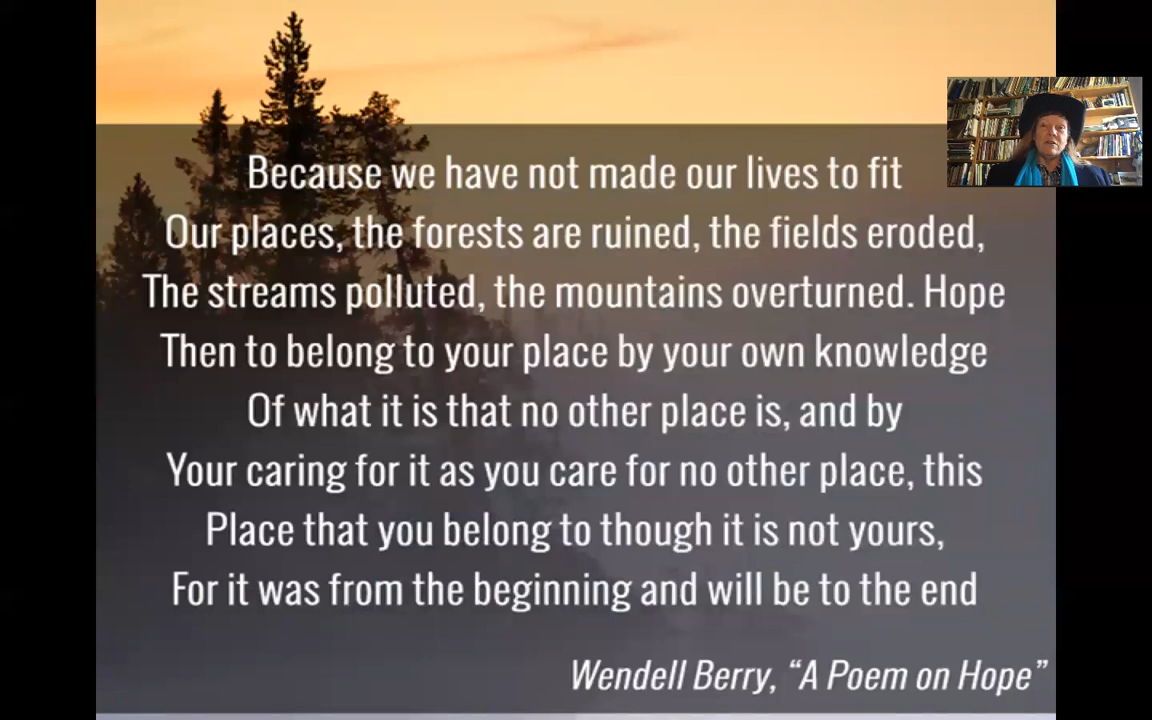 Because we have not made our lives to fit
Our places, the forests are ruined, the fields eroded,
The streams polluted, the mountains overturned. Hope
Then to belong to your place by your own knowledge
Of what it is that no other place is, and by
Your caring for it as you care for no other place, this
Place that you belong to though it is not yours,
For it was from the beginning and will be to the end
Wendell Berry, “A Poem on Hope”